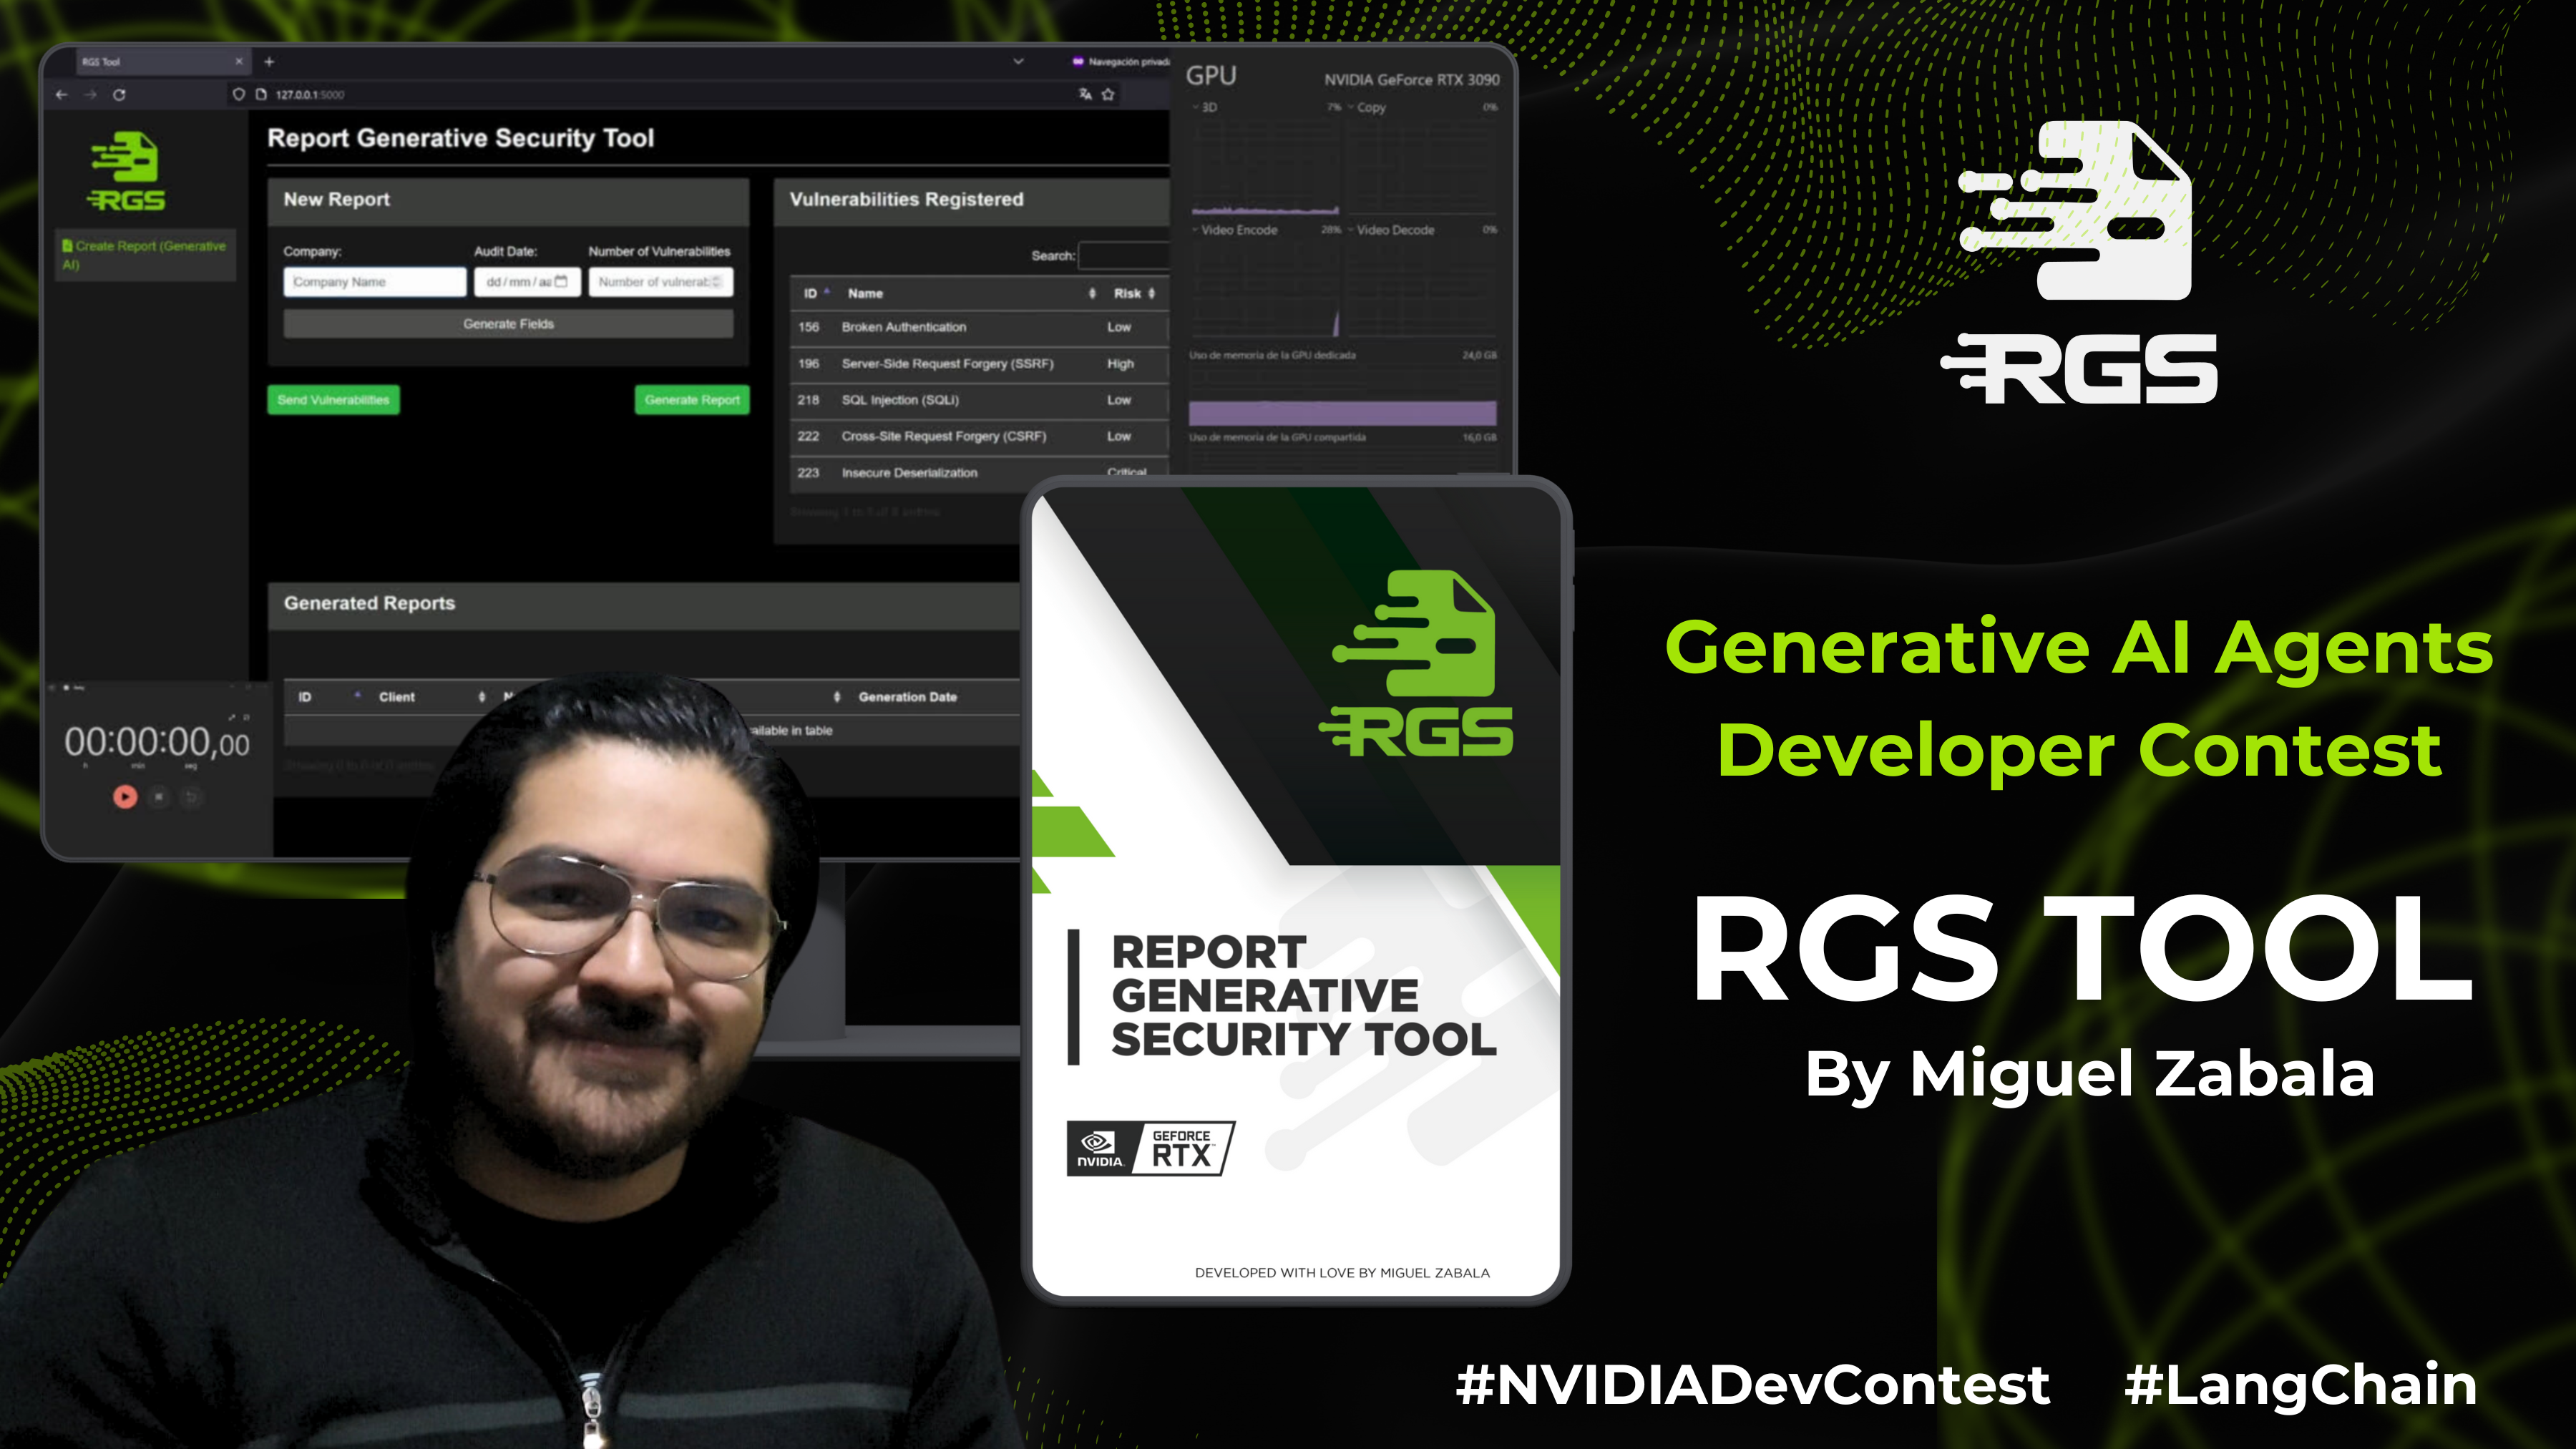 RGS Tool
Navegación privada
127.0.0.1:5000
RGS
Create Report (Generative
AI)
Report Generative Security Tool
New Report
Company:
Audit Date:
Number of Vulnerabilities
Company Name
dd/mm/aa
Number of vulnerabi
Generate Fields
Send Vulnerabilities
Generate Report
Vulnerabilities Registered
Search:
ID Name Risk
156 Broken Authentication Low
196 Server-Side Request Forgery (SSRF) High
218 SQL Injection (SQLi) Low
222 Cross-Site Request Forgery (CSRF) Low
223 Insecure Deserialization Critical
Generated Reports
ID Client N Generation Date
ailable in table
00:00:00,00
h min seg
GPU NVIDIA GeForce RTX 3090
3D 7% Copy 0%
Video Encode 28% Video Decode 0%
Uso de memoria de la GPU dedicada 24,0 GB
Uso de memoria de la GPU compartida 16,0 GB
RGS
REPORT
GENERATIVE
SECURITY TOOL
NVIDIA
GEFORCE
RTX
DEVELOPED WITH LOVE BY MIGUEL ZABALA
RGS
Generative AI Agents
Developer Contest
RGS TOOL
By Miguel Zabala
#NVIDIADevContest #LangChain